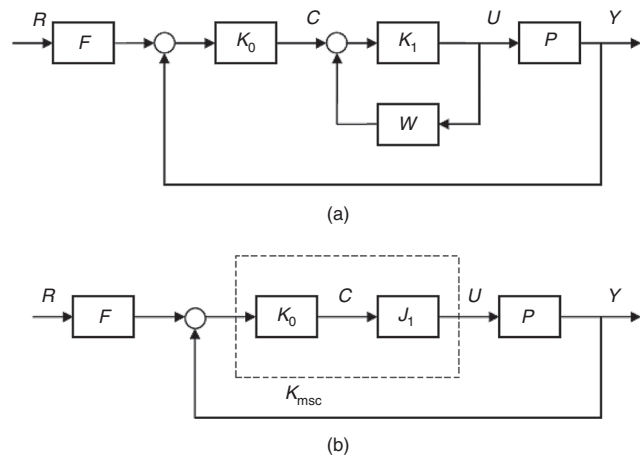 R F K₀ C K₁ U P Y
W
(a)
R F K₀ C J₁ U P Y
Kₘₛc
(b)